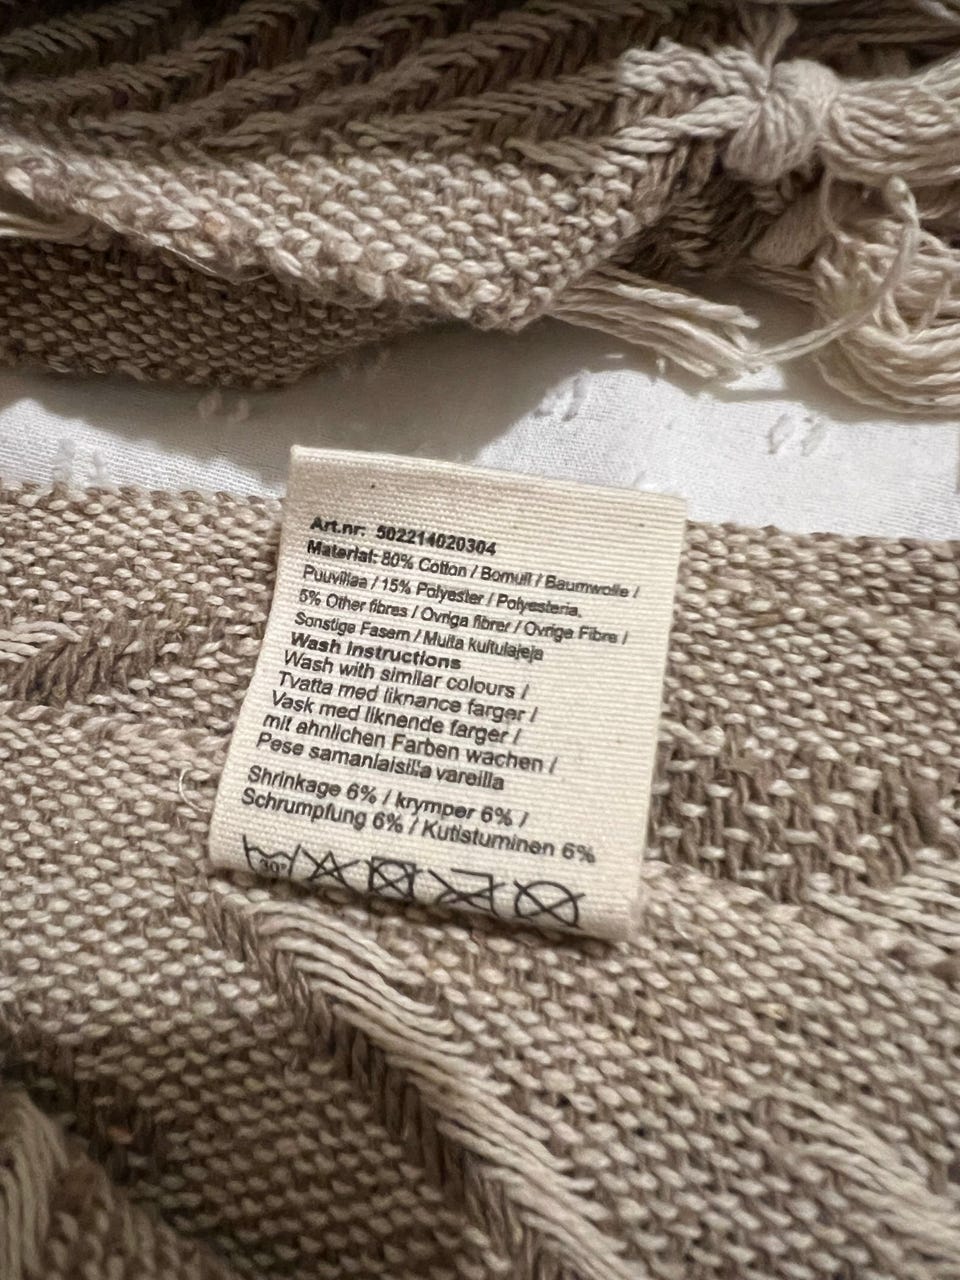 Art.nr: 502214020304
Material: 80% Cotton / Bomull / Baumwolle /
Puuvillaa / 15% Polyester / Polyesteria,
5% Other fibres / Ovriga fibrer / Ovrige Fibre /
Sonstige Fasern / Muita kuitulajeja
Wash Instructions
Wash with similar colours /
Tvatta med liknance farger /
Vask med liknende farger /
mit ahnlichen Farben wachen /
Pese samanlaisilla vareilla
Shrinkage 6% / krymper 6% /
Schrumpfung 6% / Kutistuminen 6%
30°